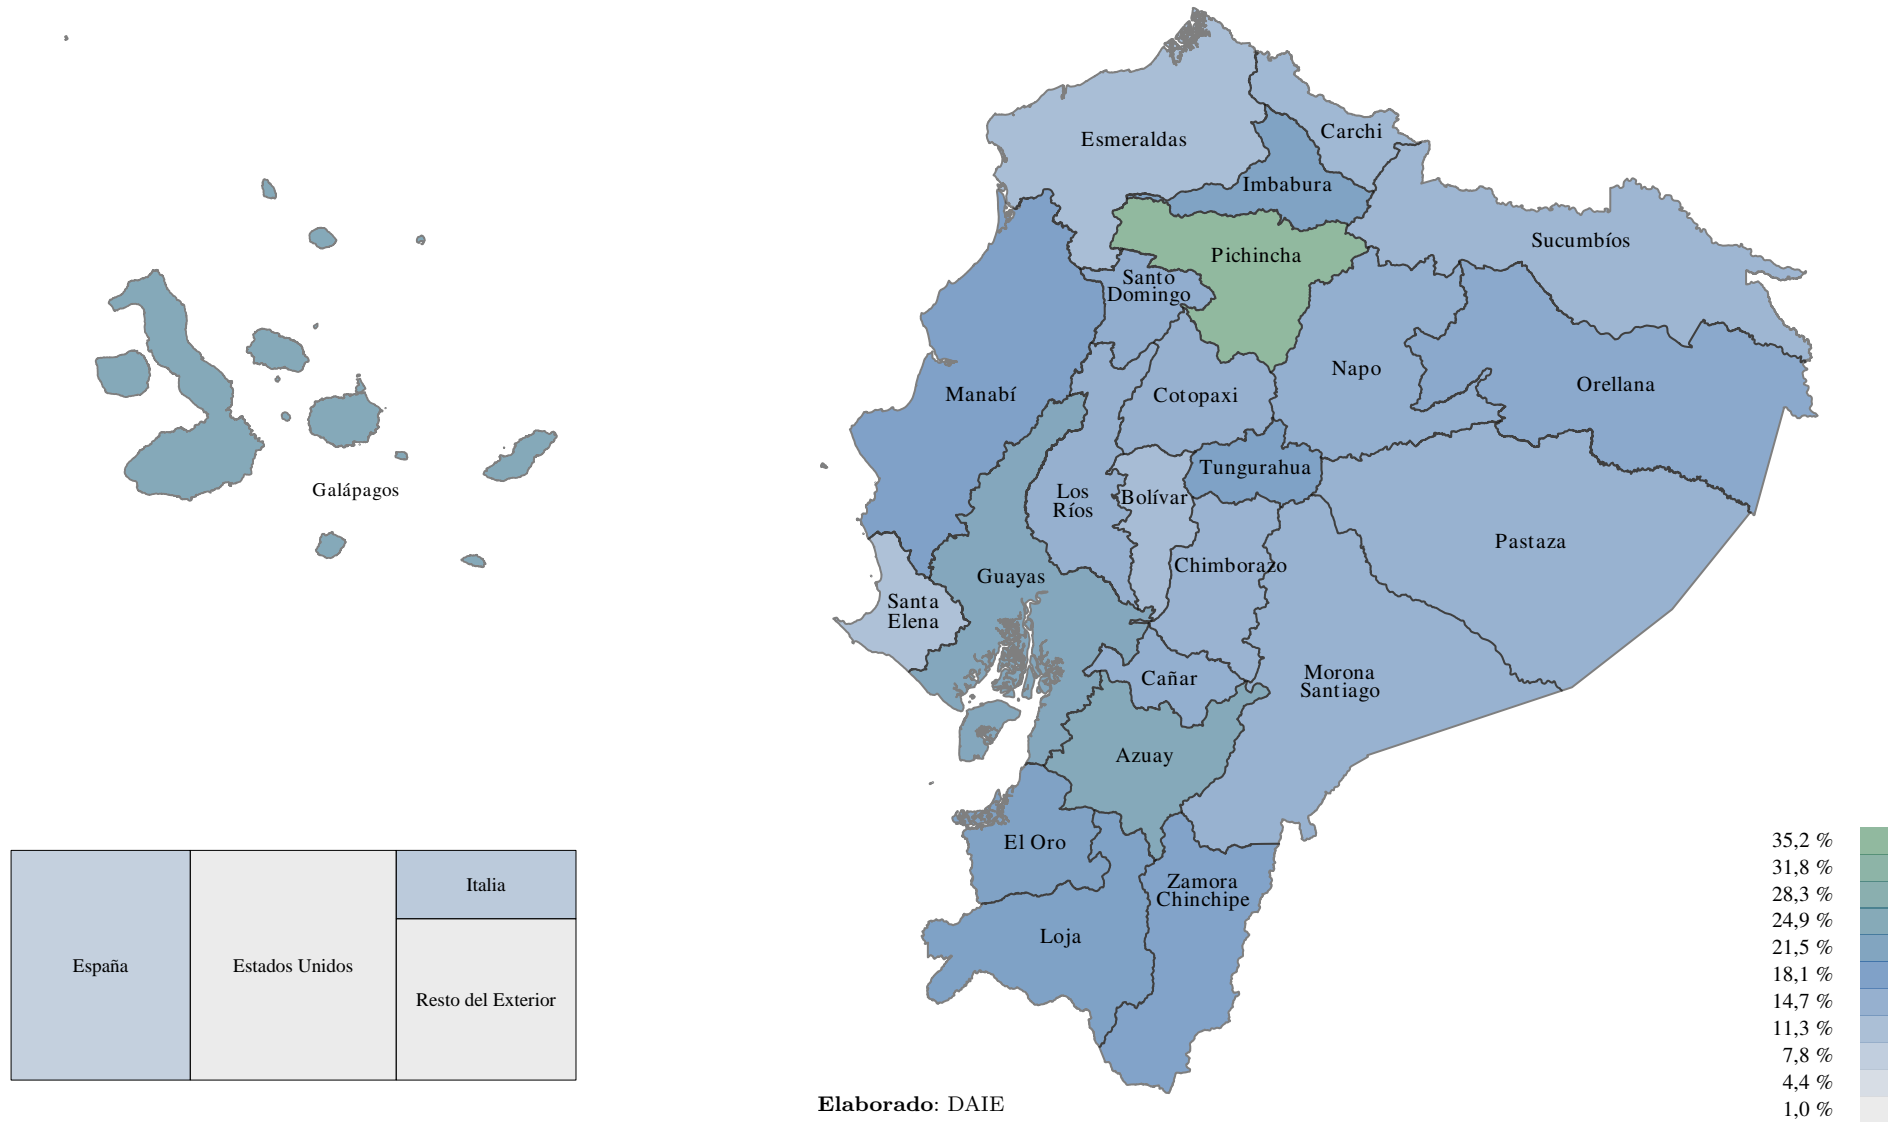 Esmeraldas
Carchi
Imbabura
Sucumbíos
Pichincha
Santo
Domingo
Napo
Orellana
Manabí
Cotopaxi
Tungurahua
Los
Ríos
Bolívar
Galápagos
Pastaza
Chimborazo
Guayas
Santa
Elena
Cañar
Morona
Santiago
Azuay
El Oro
Zamora
Chinchipe
Loja
España
Estados Unidos
Italia
Resto del Exterior
35,2 %
31,8 %
28,3 %
24,9 %
21,5 %
18,1 %
14,7 %
11,3 %
7,8 %
4,4 %
1,0 %
Elaborado: DAIE